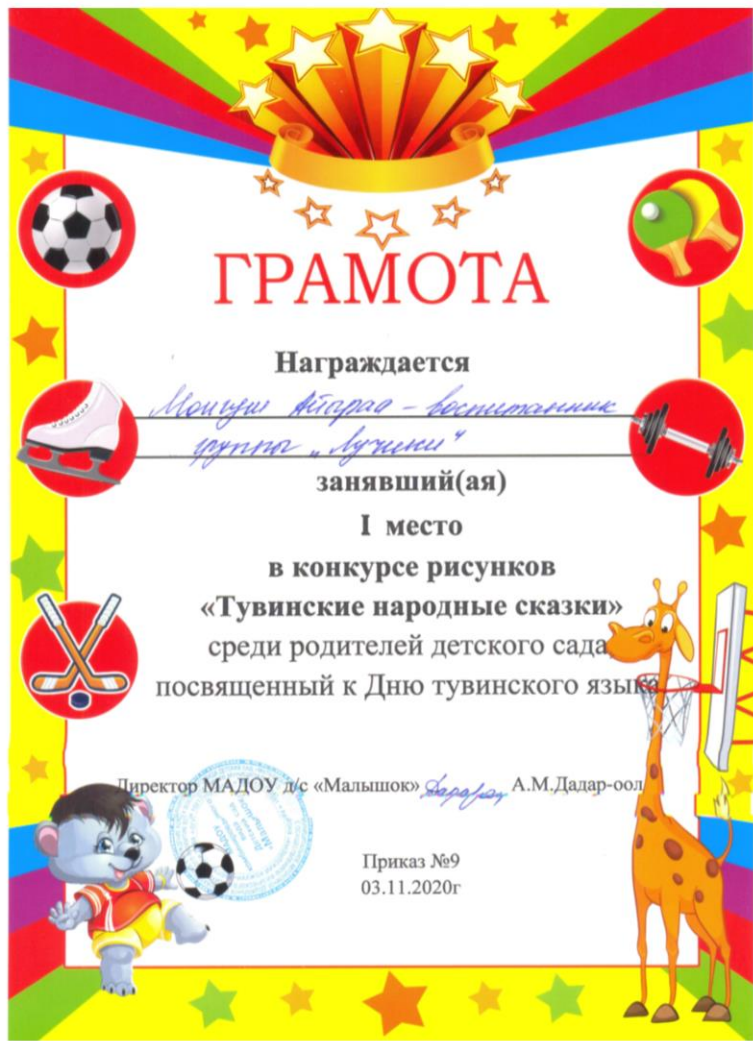 ГРАМОТА
Награждается
Монгуш – воспитанник
группы „Лучики“
занявший(ая)
I место
в конкурсе рисунков
«Тувинские народные сказки»
среди родителей детского сада
посвященный к Дню тувинского языка
Директор МАДОУ д/с «Малышок» А.М.Дадар-оол
Приказ №9
03.11.2020г